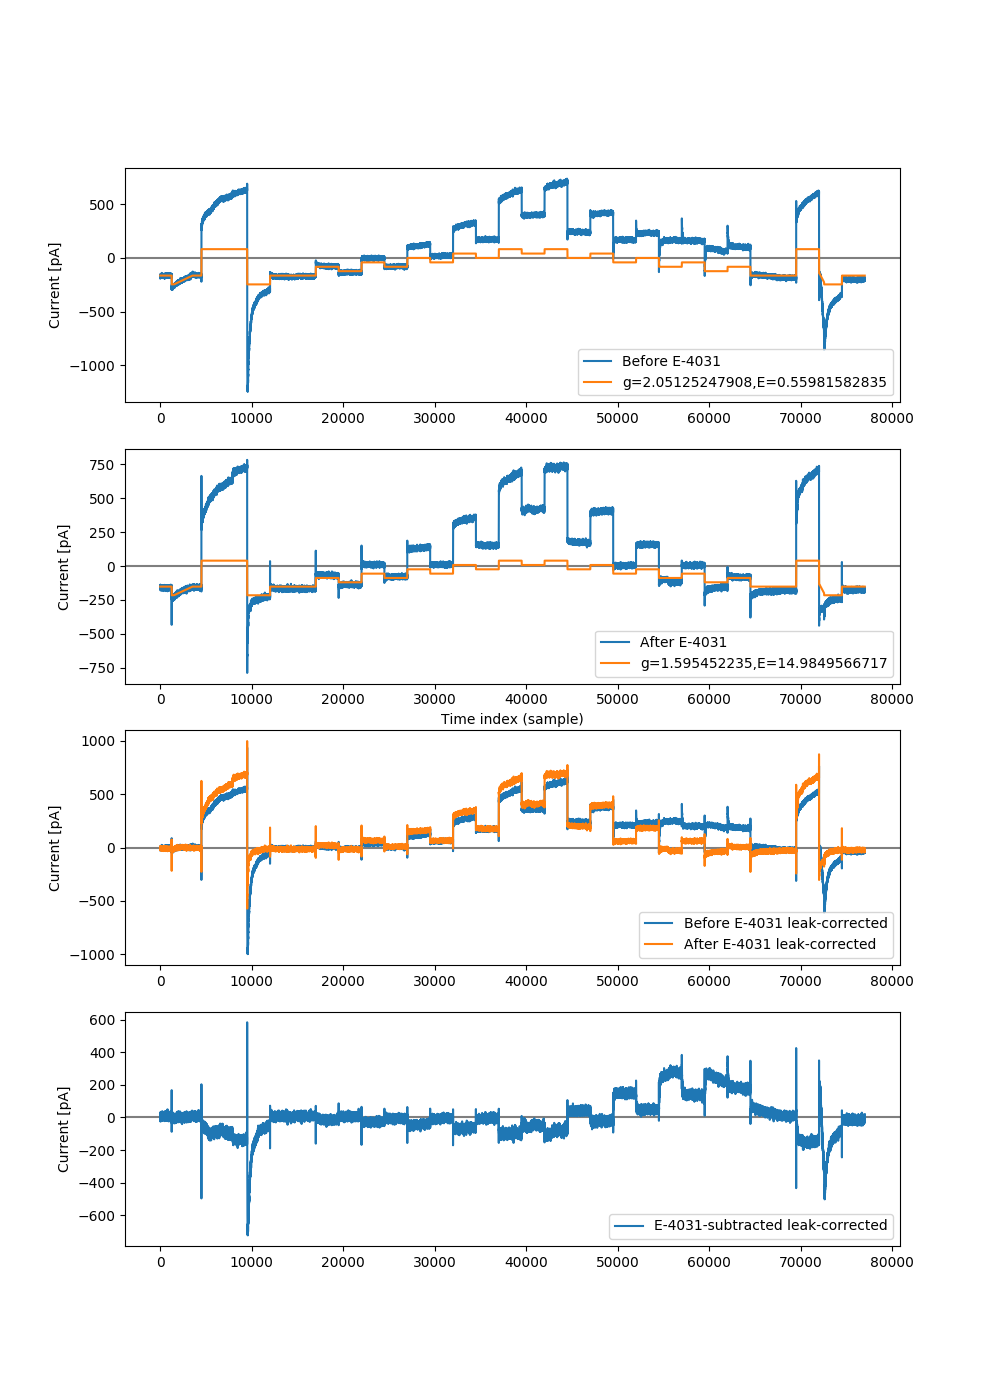 Current [pA]
500
0
−500
−1000
0 10000 20000 30000 40000 50000 60000 70000 80000
Before E-4031
g=2.05125247908,E=0.55981582835
Current [pA]
750
500
250
0
−250
−500
−750
0 10000 20000 30000 40000 50000 60000 70000 80000
After E-4031
g=1.595452235,E=14.9849566717
Time index (sample)
Current [pA]
1000
500
0
−500
−1000
0 10000 20000 30000 40000 50000 60000 70000 80000
Before E-4031 leak-corrected
After E-4031 leak-corrected
Current [pA]
600
400
200
0
−200
−400
−600
0 10000 20000 30000 40000 50000 60000 70000 80000
E-4031-subtracted leak-corrected